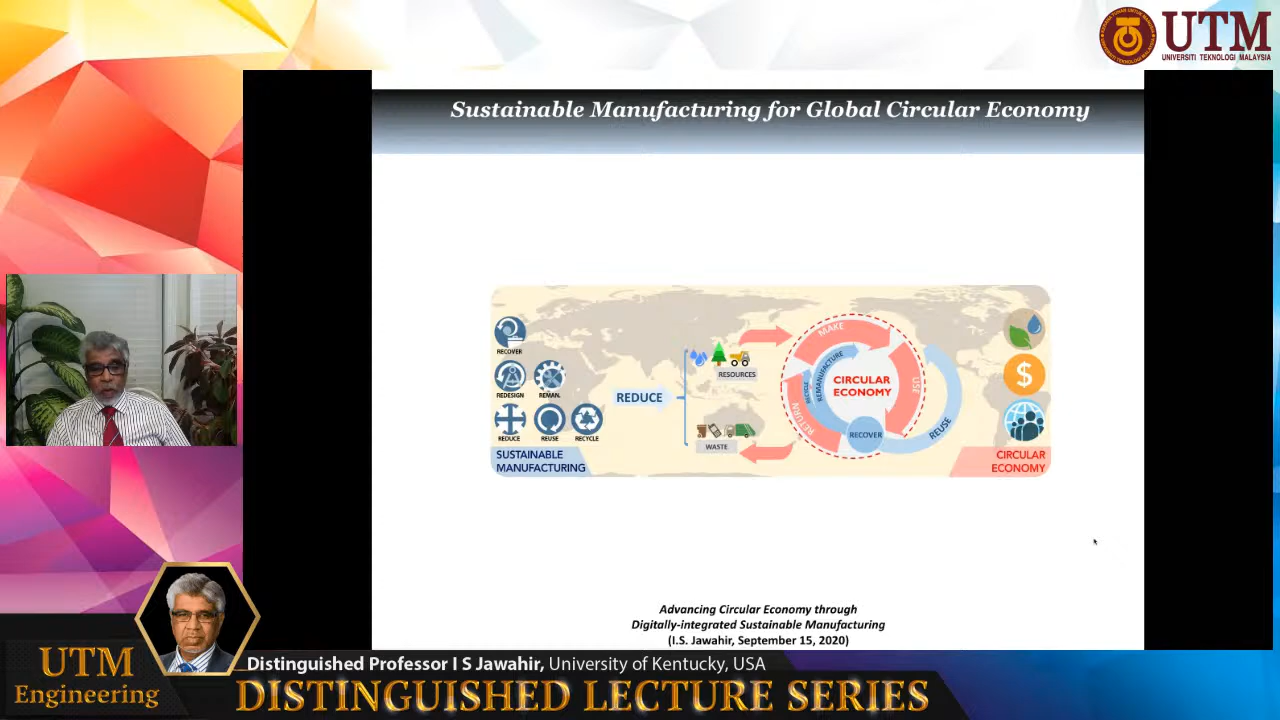 UTM
UNIVERSITI TEKNOLOGI MALAYSIA
Sustainable Manufacturing for Global Circular Economy
RECOVER
REDESIGN
REMAN.
REDUCE
REUSE
RECYCLE
SUSTAINABLE
MANUFACTURING
REDUCE
RESOURCES
WASTE
MAKE
USE
RETURN
RECYCLE
REMANUFACTURE
CIRCULAR
ECONOMY
RECOVER
REUSE
$
CIRCULAR
ECONOMY
Advancing Circular Economy through
Digitally-integrated Sustainable Manufacturing
(I.S. Jawahir, September 15, 2020)
UTM
Engineering
Distinguished Professor I S Jawahir, University of Kentucky, USA
DISTINGUISHED LECTURE SERIES